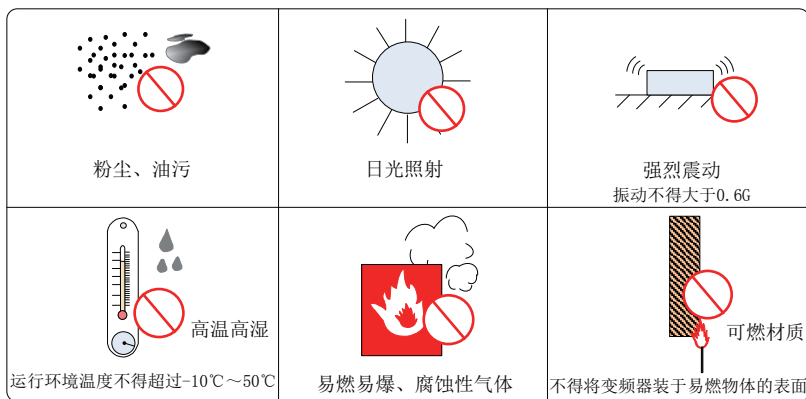 粉尘、油污
日光照射
强烈震动
振动不得大于0.6G
高温高湿
运行环境温度不得超过-10℃～50℃
易燃易爆、腐蚀性气体
可燃材质
不得将变频器装于易燃物体的表面